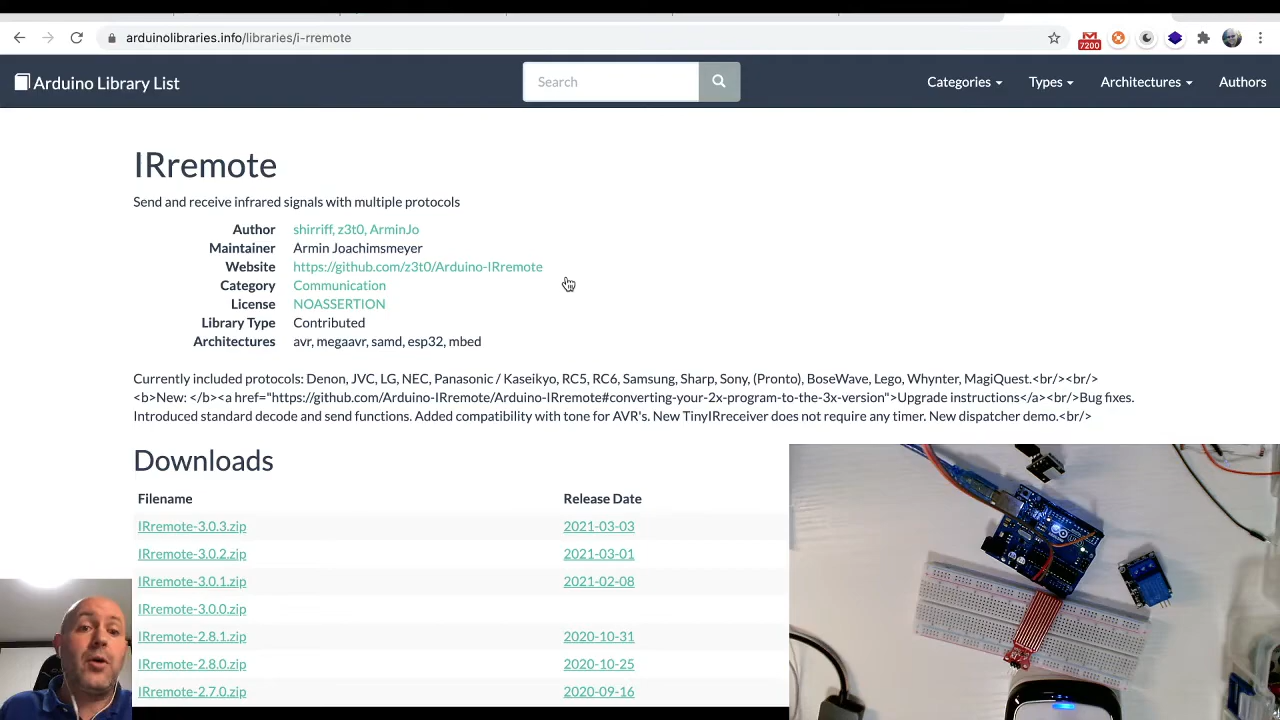 arduinolibraries.info/libraries/i-rremote
7200
Arduino Library List
Search
Categories
Types
Architectures
Authors
IRremote
Send and receive infrared signals with multiple protocols
Author shirriff, z3t0, ArminJo
Maintainer Armin Joachimsmeyer
Website https://github.com/z3t0/Arduino-IRremote
Category Communication
License NOASSERTION
Library Type Contributed
Architectures avr, megaavr, samd, esp32, mbed
Currently included protocols: Denon, JVC, LG, NEC, Panasonic / Kaseikyo, RC5, RC6, Samsung, Sharp, Sony, (Pronto), BoseWave, Lego, Whynter, MagiQuest.<br/><br/>
<b>New: </b><a href="https://github.com/Arduino-IRremote/Arduino-IRremote#converting-your-2x-program-to-the-3x-version">Upgrade instructions</a><br/>Bug fixes.
Introduced standard decode and send functions. Added compatibility with tone for AVR's. New TinyIRreceiver does not require any timer. New dispatcher demo.<br/>
Downloads
Filename Release Date
IRremote-3.0.3.zip 2021-03-03
IRremote-3.0.2.zip 2021-03-01
IRremote-3.0.1.zip 2021-02-08
IRremote-3.0.0.zip
IRremote-2.8.1.zip 2020-10-31
IRremote-2.8.0.zip 2020-10-25
IRremote-2.7.0.zip 2020-09-16